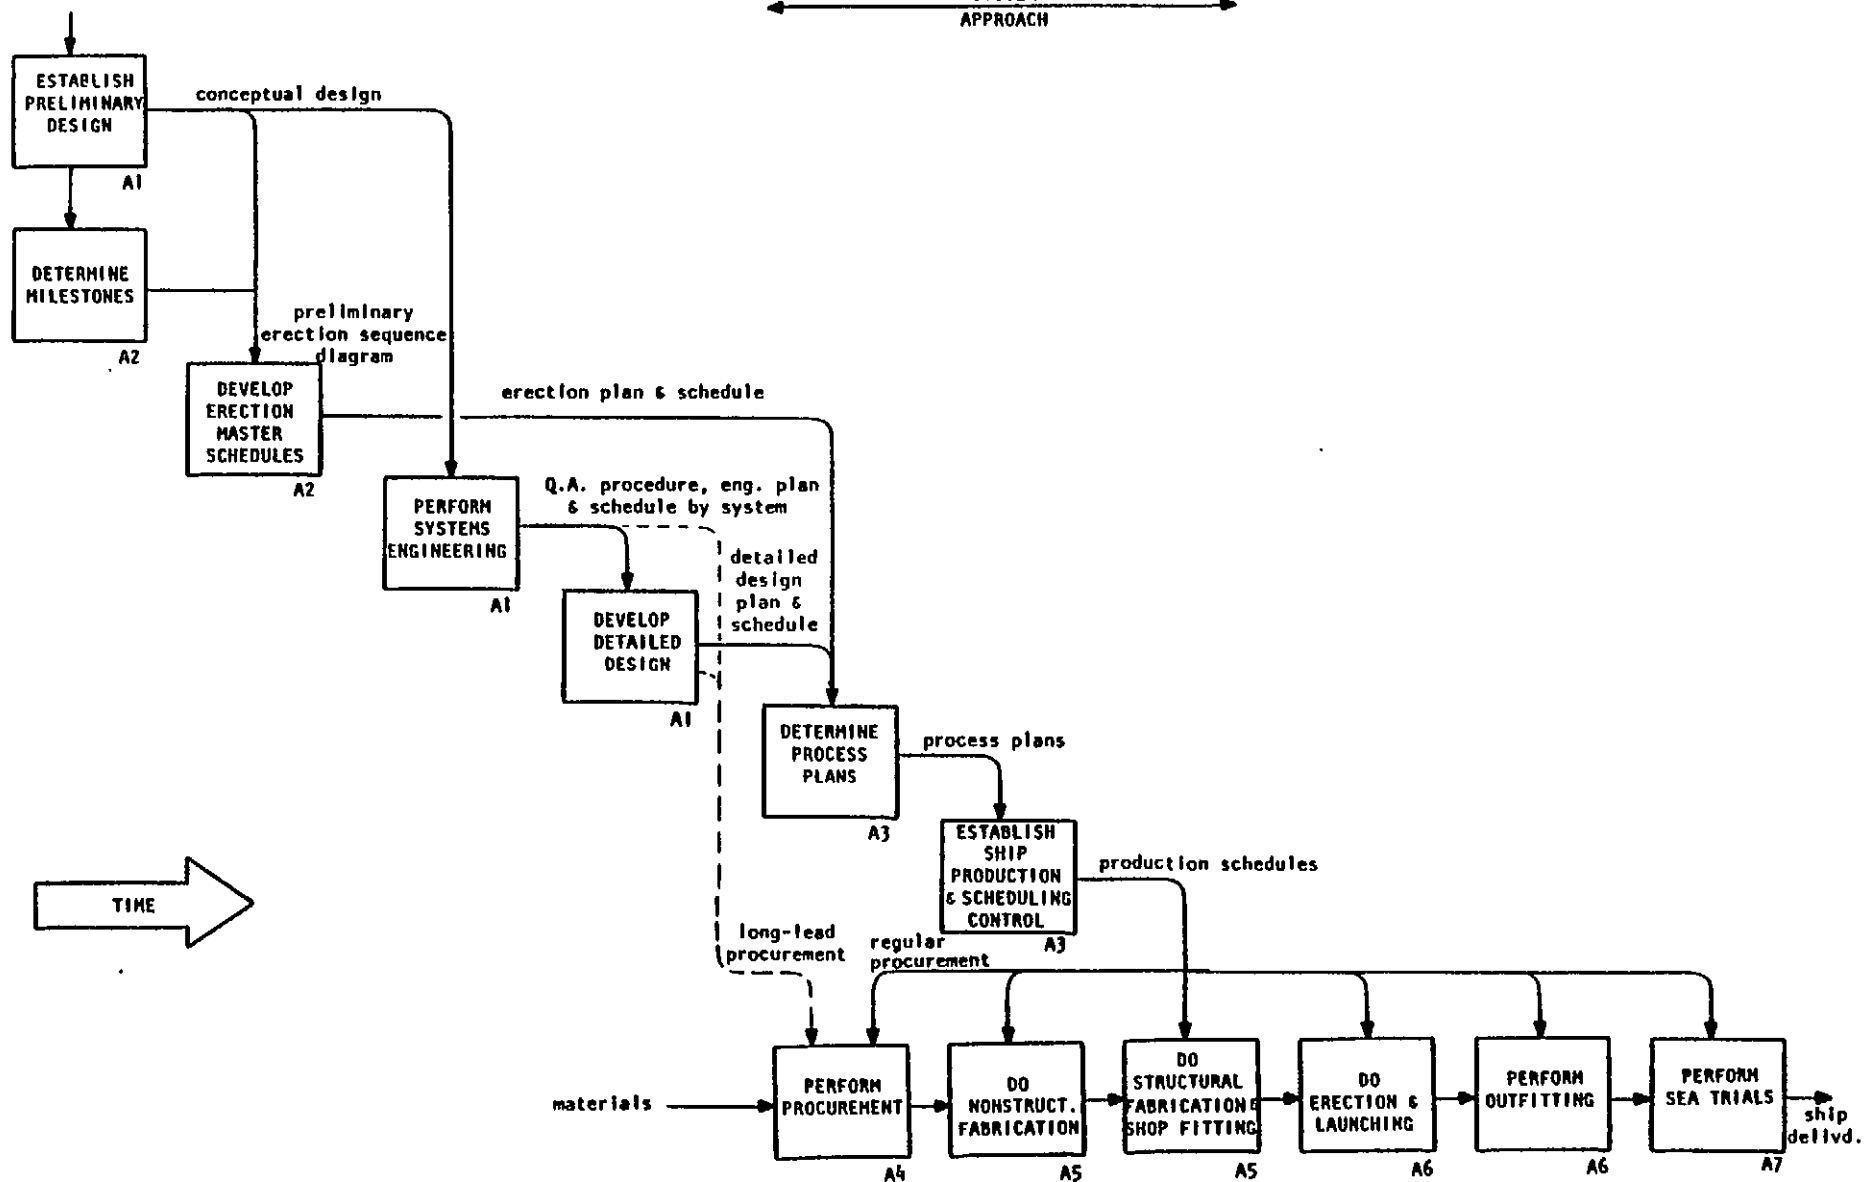 APPROACH
ESTABLISH
PRELIMINARY
DESIGN
A1
conceptual design
DETERMINE
MILESTONES
A2
preliminary
erection sequence
diagram
DEVELOP
ERECTION
MASTER
SCHEDULES
A2
erection plan & schedule
PERFORM
SYSTEMS
ENGINEERING
A1
Q.A. procedure, eng. plan
& schedule by system
DEVELOP
DETAILED
DESIGN
A1
detailed
design
plan &
schedule
DETERMINE
PROCESS
PLANS
A3
process plans
ESTABLISH
SHIP
PRODUCTION
& SCHEDULING
CONTROL
A3
production schedules
TIME
long-lead
procurement
regular
procurement
materials
PERFORM
PROCUREMENT
A4
DO
NONSTRUCT.
FABRICATION
A5
DO
STRUCTURAL
FABRICATION &
SHOP FITTING
A5
DO
ERECTION &
LAUNCHING
A6
PERFORM
OUTFITTING
A6
PERFORM
SEA TRIALS
A7
ship
delivd.